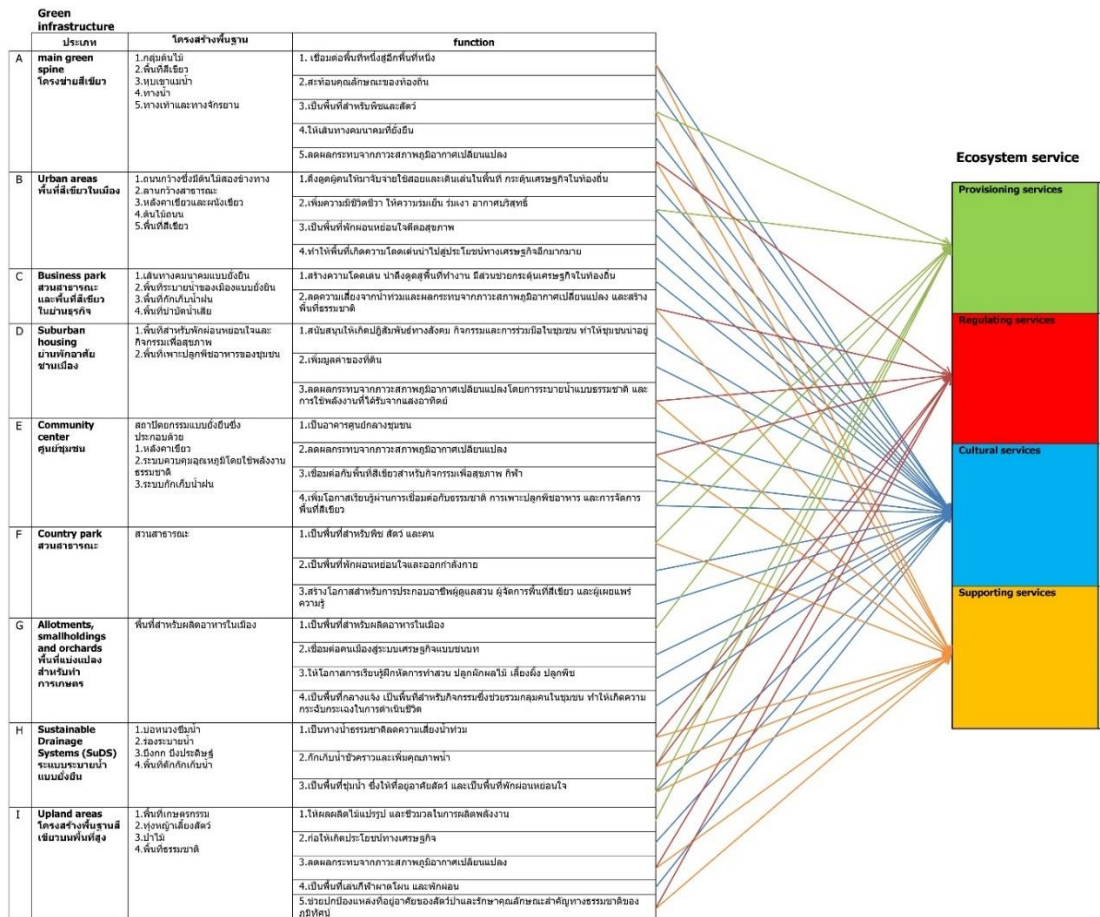 Green
infrastructure
ประเภท
โครงสร้างพื้นฐาน
function
A
main green
spine
โครงข่ายสีเขียว
1.กลุ่มต้นไม้
2.พื้นที่สีเขียว
3.หุบเขาแม่น้ำ
4.ทางน้ำ
5.ทางเท้าและทางจักรยาน
1. เชื่อมต่อพื้นที่หนึ่งสู่อีกพื้นที่หนึ่ง
2.สะท้อนคุณลักษณะของท้องถิ่น
3.เป็นพื้นที่สำหรับพืชและสัตว์
4.ให้เส้นทางคมนาคมที่ยั่งยืน
5.ลดผลกระทบจากภาวะสภาพภูมิอากาศเปลี่ยนแปลง
B
Urban areas
พื้นที่สีเขียวในเมือง
1.ถนนกว้างซึ่งมีต้นไม้สองข้างทาง
2.ลานกว้างสาธารณะ
3.หลังคาเขียวและผนังเขียว
4.ต้นไม้ถนน
5.พื้นที่สีเขียว
1.ดึงดูดผู้คนให้มาจับจ่ายใช้สอยและเดินเล่นในพื้นที่ กระตุ้นเศรษฐกิจในท้องถิ่น
2.เพิ่มความมีชีวิตชีวา ให้ความร่มเย็น ร่มเงา อากาศบริสุทธิ์
3.เป็นพื้นที่พักผ่อนหย่อนใจดีต่อสุขภาพ
4.ทำให้พื้นที่เกิดความโดดเด่นนำไปสู่ประโยชน์ทางเศรษฐกิจอีกมากมาย
C
Business park
สวนสาธารณะ
และพื้นที่สีเขียว
ในย่านธุรกิจ
1.เส้นทางคมนาคมแบบยั่งยืน
2.พื้นที่ระบายน้ำของเมืองแบบยั่งยืน
3.พื้นที่กักเก็บน้ำฝน
4.พื้นที่บำบัดน้ำเสีย
1.สร้างความโดดเด่น น่าดึงดูดสู่พื้นที่ทำงาน มีส่วนช่วยกระตุ้นเศรษฐกิจในท้องถิ่น
2.ลดความเสี่ยงจากน้ำท่วมและผลกระทบจากภาวะสภาพภูมิอากาศเปลี่ยนแปลง และสร้าง
พื้นที่ธรรมชาติ
D
Suburban
housing
ย่านพักอาศัย
ชานเมือง
1.พื้นที่สำหรับพักผ่อนหย่อนใจและ
กิจกรรมเพื่อสุขภาพ
2.พื้นที่เพาะปลูกพืชอาหารของชุมชน
1.สนับสนุนให้เกิดปฏิสัมพันธ์ทางสังคม กิจกรรมและการร่วมมือในชุมชน ทำให้ชุมชนน่าอยู่
2.เพิ่มมูลค่าของที่ดิน
3.ลดผลกระทบจากภาวะสภาพภูมิอากาศเปลี่ยนแปลงโดยการระบายน้ำแบบธรรมชาติ และ
การใช้พลังงานที่ได้รับจากแสงอาทิตย์
E
Community
center
ศูนย์ชุมชน
สถาปัตยกรรมแบบยั่งยืนซึ่ง
ประกอบด้วย
1.หลังคาเขียว
2.ระบบควบคุมอุณหภูมิโดยใช้พลังงาน
ธรรมชาติ
3.ระบบกักเก็บน้ำฝน
1.เป็นอาคารศูนย์กลางชุมชน
2.ลดผลกระทบจากภาวะสภาพภูมิอากาศเปลี่ยนแปลง
3.เชื่อมต่อกับพื้นที่สีเขียวสำหรับกิจกรรมเพื่อสุขภาพ กีฬา
4.เพิ่มโอกาสเรียนรู้ผ่านการเชื่อมต่อกับธรรมชาติ การเพาะปลูกพืชอาหาร และการจัดการ
พื้นที่สีเขียว
F
Country park
สวนสาธารณะ
สวนสาธารณะ
1.เป็นพื้นที่สำหรับพืช สัตว์ และคน
2.เป็นพื้นที่พักผ่อนหย่อนใจและออกกำลังกาย
3.สร้างโอกาสสำหรับการประกอบอาชีพผู้ดูแลสวน ผู้จัดการพื้นที่สีเขียว และผู้เผยแพร่
ความรู้
G
Allotments,
smallholdings
and orchards
พื้นที่แบ่งแปลง
สำหรับทำ
การเกษตร
พื้นที่สำหรับผลิตอาหารในเมือง
1.เป็นพื้นที่สำหรับผลิตอาหารในเมือง
2.เชื่อมต่อคนเมืองสู่ระบบเศรษฐกิจแบบชนบท
3.ให้โอกาสการเรียนรู้ฝึกหัดการทำสวน ปลูกผักผลไม้ เลี้ยงผึ้ง ปลูกพืช
4.เป็นพื้นที่กลางแจ้ง เป็นพื้นที่สำหรับกิจกรรมซึ่งช่วยรวมกลุ่มคนในชุมชน ทำให้เกิดความ
กระฉับกระเฉงในการดำเนินชีวิต
H
Sustainable
Drainage
Systems (SuDS)
ระแบบระบายน้ำ
แบบยั่งยืน
1.บ่อหน่วงซึมน้ำ
2.ร่องระบายน้ำ
3.บึงกก บึงประดิษฐ์
4.พื้นที่ดักกักเก็บน้ำ
1.เป็นทางน้ำธรรมชาติลดความเสี่ยงน้ำท่วม
2.กักเก็บน้ำชั่วคราวและเพิ่มคุณภาพน้ำ
3.เป็นพื้นที่ชุ่มน้ำ ซึ่งให้ที่อยู่อาศัยสัตว์ และเป็นพื้นที่พักผ่อนหย่อนใจ
I
Upland areas
โครงสร้างพื้นฐานสี
เขียวบนพื้นที่สูง
1.พื้นที่เกษตรกรรม
2.ทุ่งหญ้าเลี้ยงสัตว์
3.ป่าไม้
4.พื้นที่ธรรมชาติ
1.ให้ผลผลิตไม้แปรรูป และชีวมวลในการผลิตพลังงาน
2.ก่อให้เกิดประโยชน์ทางเศรษฐกิจ
3.ลดผลกระทบจากภาวะสภาพภูมิอากาศเปลี่ยนแปลง
4.เป็นพื้นที่เล่นกีฬาผาดโผน และพักผ่อน
5.ช่วยปกป้องแหล่งที่อยู่อาศัยของสัตว์ป่าและรักษาคุณลักษณะสำคัญทางธรรมชาติของ
ภูมิทัศน์
Ecosystem service
Provisioning services
Regulating services
Cultural services
Supporting services